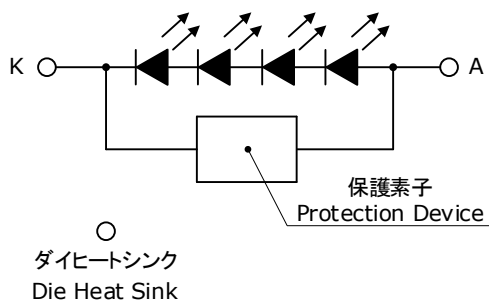 K
A
保護素子
Protection Device
ダイヒートシンク
Die Heat Sink